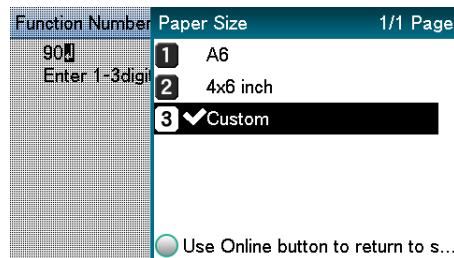 Function Number
90
Enter 1-3digi
Paper Size 1/1 Page
1 A6
2 4x6 inch
3 Custom
Use Online button to return to s...